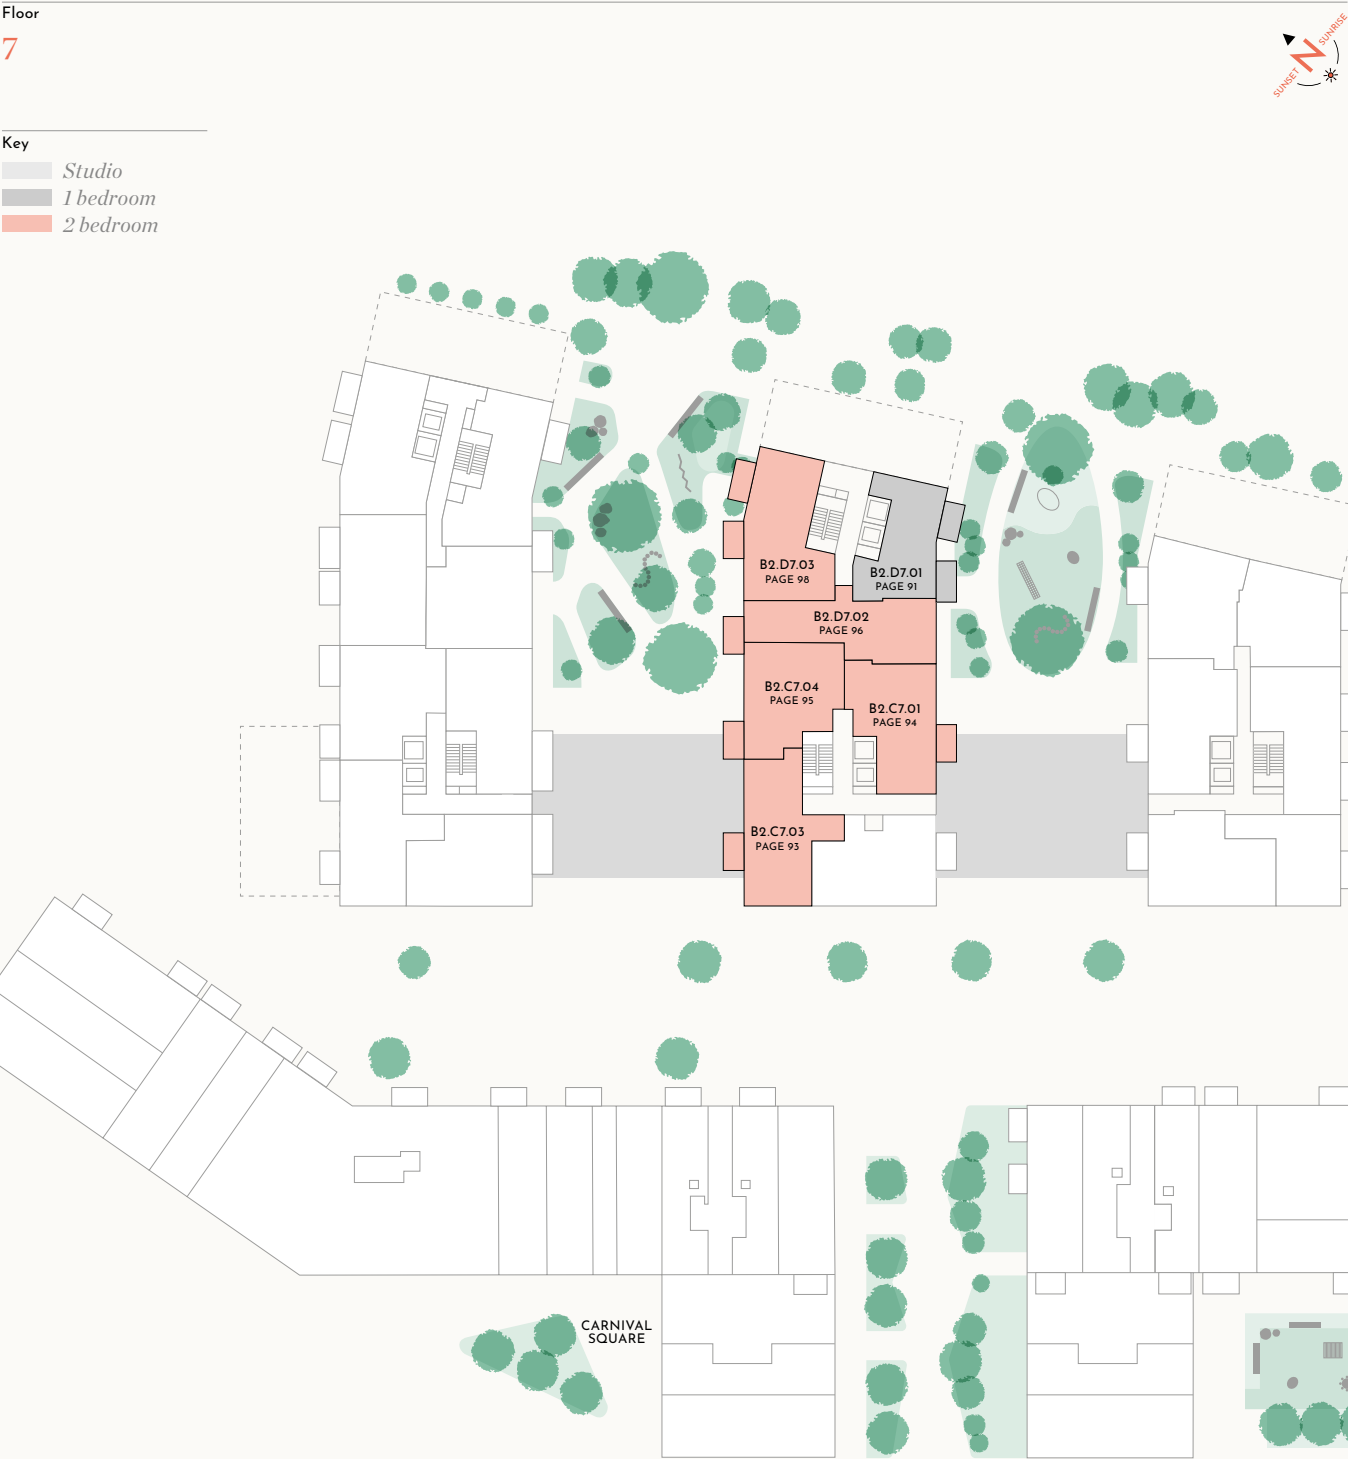 Floor
7
N
SUNRISE
SUNSET
Key
Studio
1 bedroom
2 bedroom
B2.D7.03
PAGE 98
B2.D7.01
PAGE 91
B2.D7.02
PAGE 96
B2.C7.04
PAGE 95
B2.C7.01
PAGE 94
B2.C7.03
PAGE 93
CARNIVAL
SQUARE